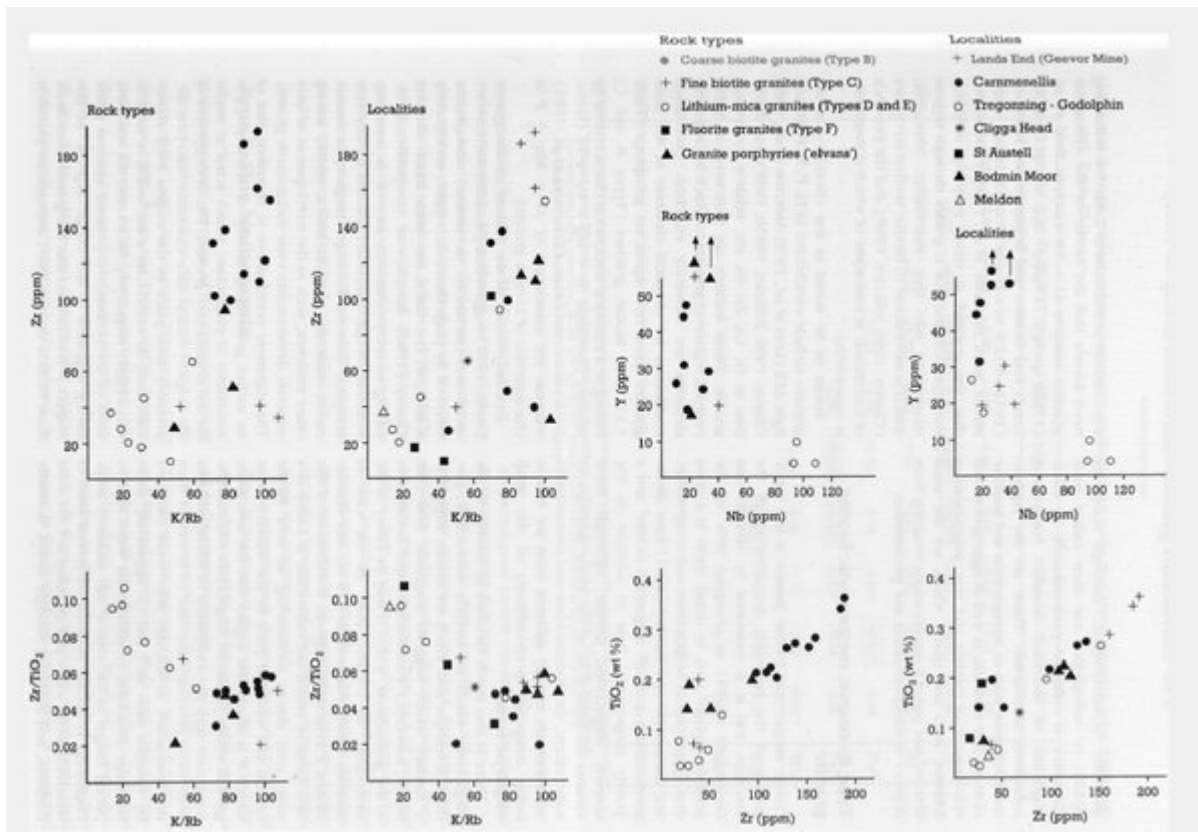 Rock types
Coarse biotite granites (Type B)
Fine biotite granites (Type C)
Lithium-mica granites (Types D and E)
Fluorite granites (Type F)
Granite porphyries ('elvans')
Localities
Lands End (Geevor Mine)
Carnmenellis
Tregonning - Godolphin
Cligga Head
St Austell
Bodmin Moor
Meldon
Rock types
Zr (ppm)
180
140
100
60
20
20 40 60 80 100
K/Rb
Localities
Zr (ppm)
180
140
100
60
20
20 40 60 80 100
K/Rb
Rock types
Y (ppm)
50
40
30
20
10
20 40 60 80 100 120
Nb (ppm)
Localities
Y (ppm)
50
40
30
20
10
20 40 60 80 100 120
Nb (ppm)
Zr/TiO2
0.10
0.08
0.06
0.04
0.02
20 40 60 80 100
K/Rb
Zr/TiO2
0.10
0.08
0.06
0.04
0.02
20 40 60 80 100
K/Rb
TiO2 (wt %)
0.4
0.3
0.2
0.1
50 100 150 200
Zr (ppm)
TiO2 (wt %)
0.4
0.3
0.2
0.1
50 100 150 200
Zr (ppm)